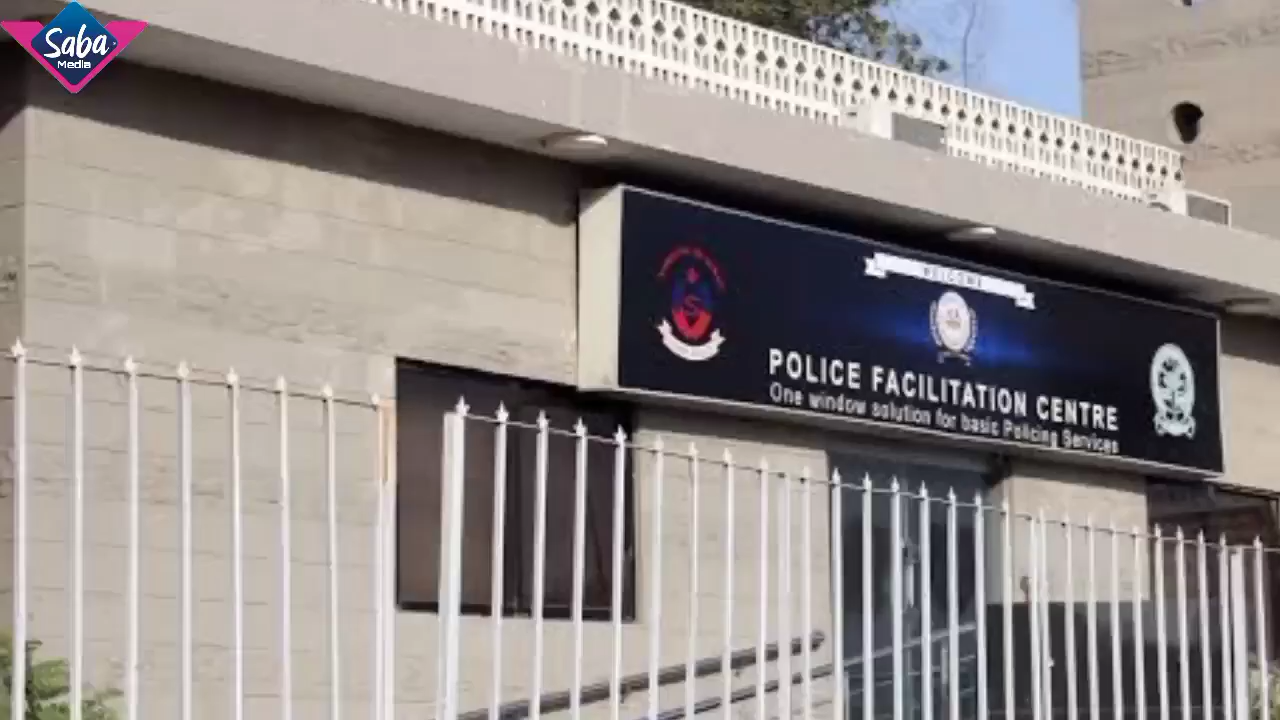 Saba
Media
WELCOME
POLICE FACILITATION CENTRE
One window solution for basic Policing Services